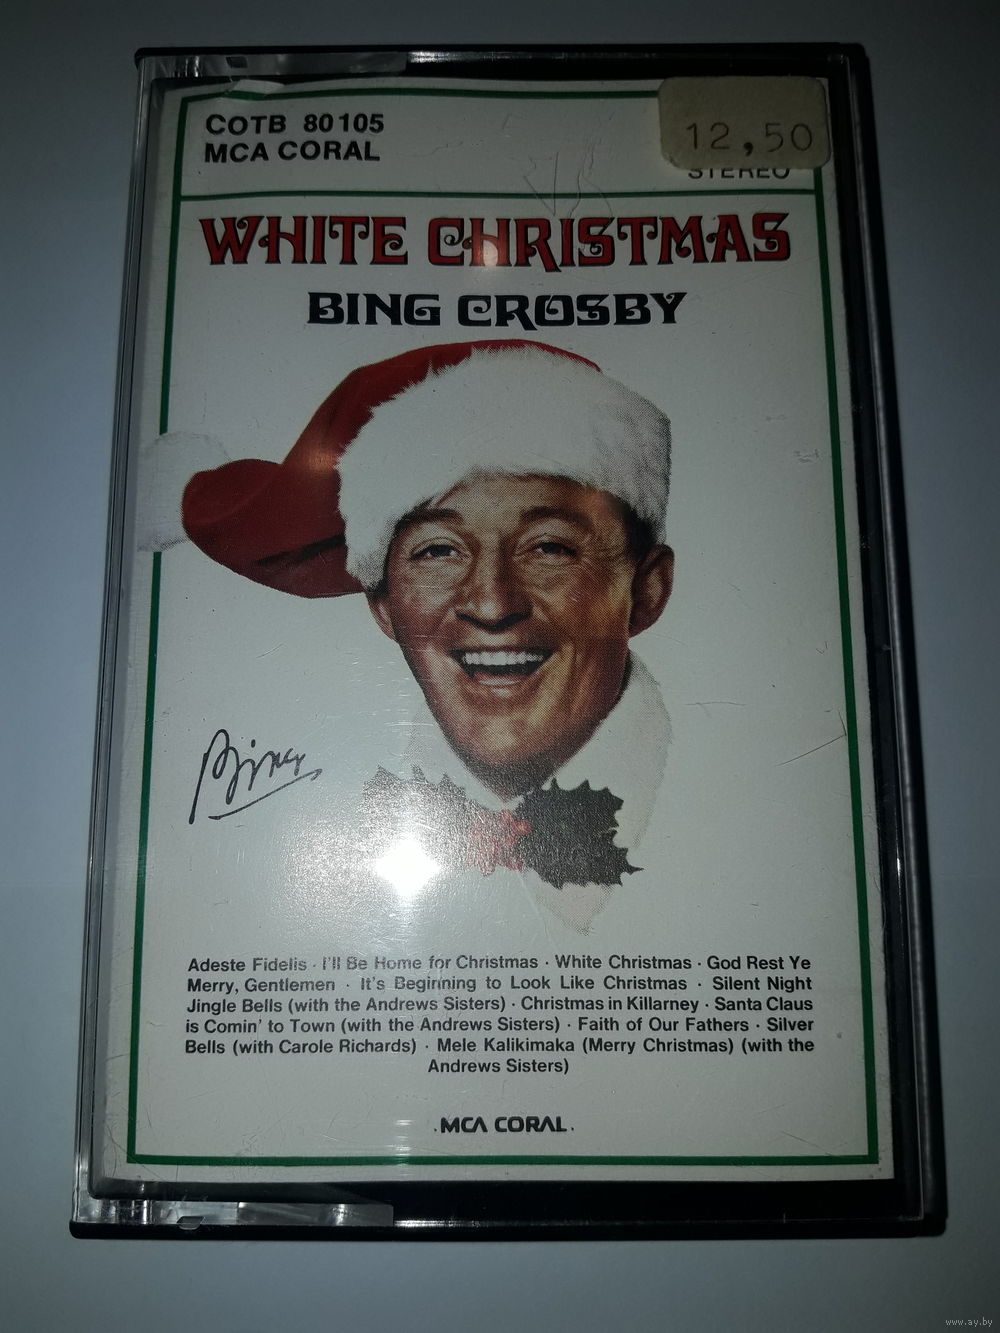 COTB 80105
MCA CORAL
12,50
STEREO
WHITE CHRISTMAS
BING CROSBY
Bing
Adeste Fidelis · I'll Be Home for Christmas · White Christmas · God Rest Ye
Merry, Gentlemen · It's Beginning to Look Like Christmas · Silent Night
Jingle Bells (with the Andrews Sisters) · Christmas in Killarney · Santa Claus
is Comin' to Town (with the Andrews Sisters) · Faith of Our Fathers · Silver
Bells (with Carole Richards) · Mele Kalikimaka (Merry Christmas) (with the
Andrews Sisters)
·MCA CORAL·
www.ay.by